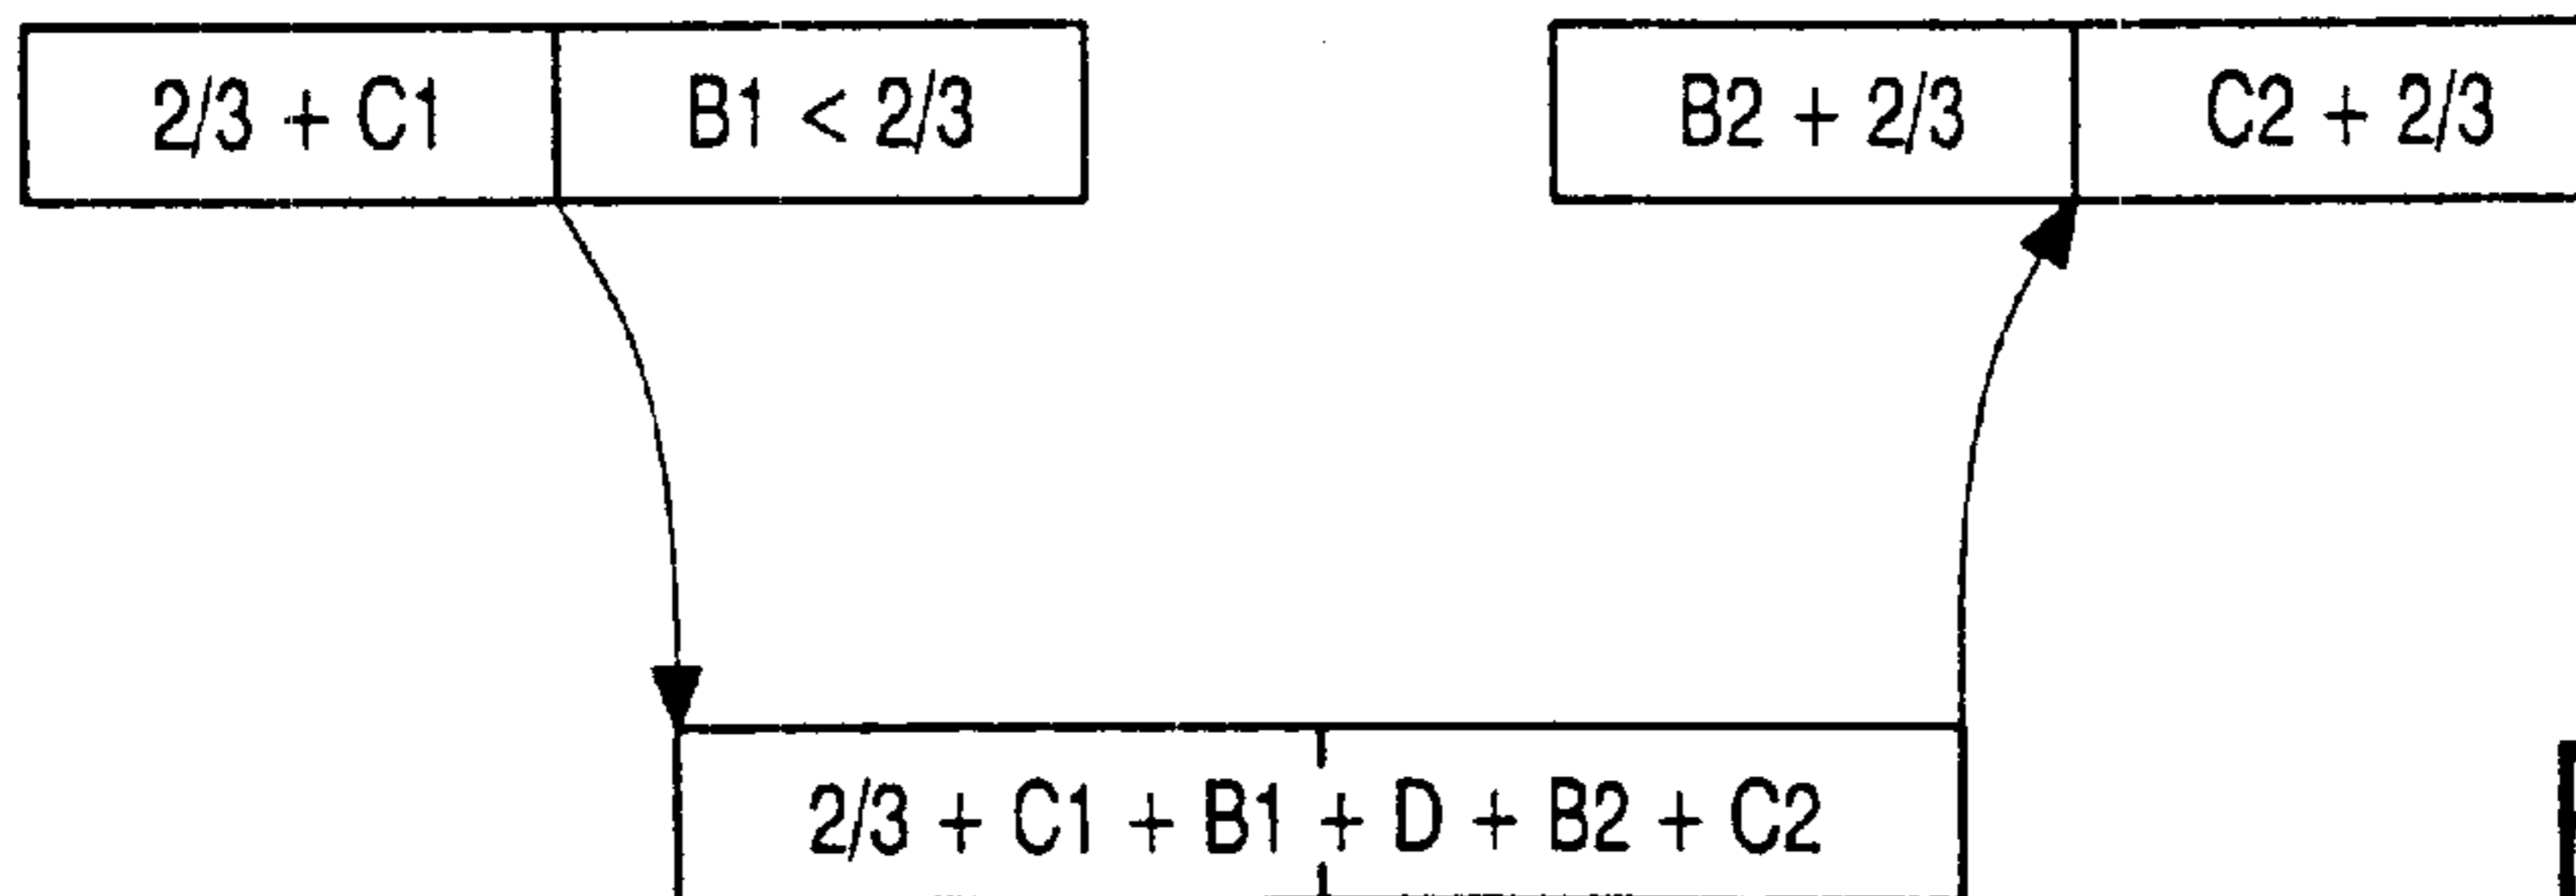 2/3 + C1 B1 < 2/3 B2 + 2/3 C2 + 2/3
2/3 + C1 + B1 + D + B2 + C2